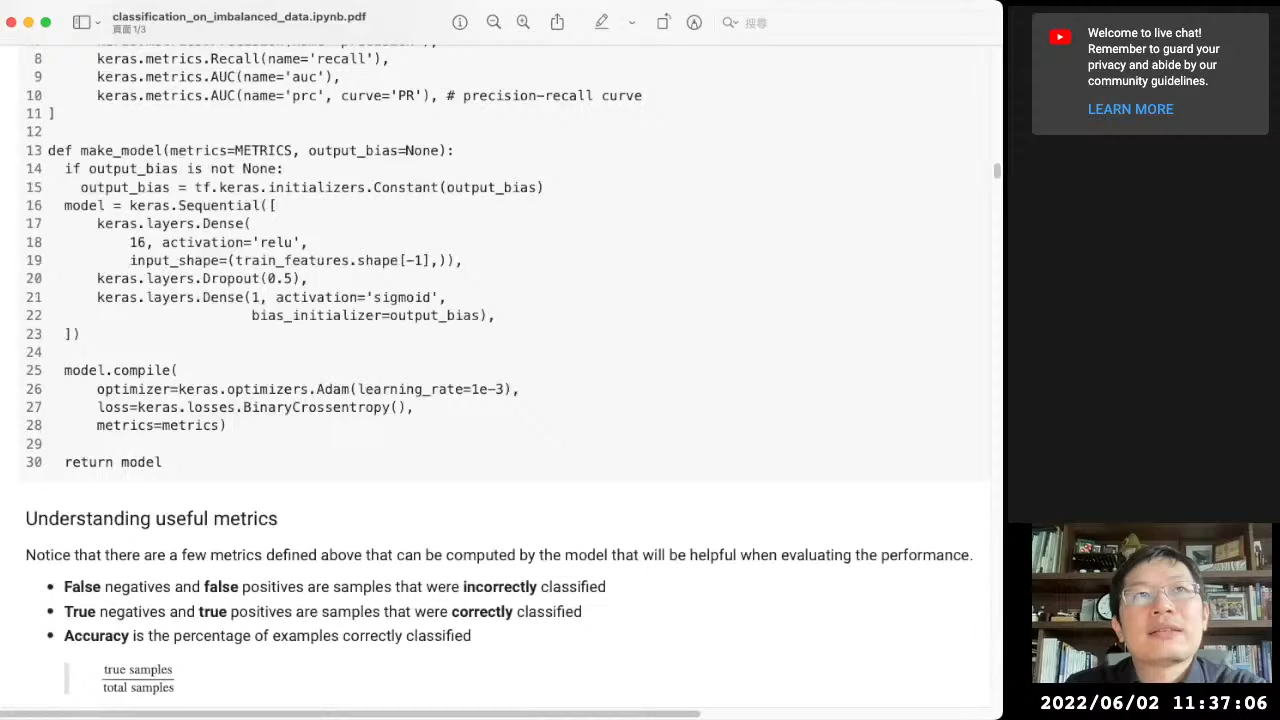 classification_on_imbalanced_data.ipynb.pdf
頁面 1/3
搜尋
8 keras.metrics.Recall(name='recall'),
9 keras.metrics.AUC(name='auc'),
10 keras.metrics.AUC(name='prc', curve='PR'), # precision-recall curve
11 ]
12
13 def make_model(metrics=METRICS, output_bias=None):
14 if output_bias is not None:
15 output_bias = tf.keras.initializers.Constant(output_bias)
16 model = keras.Sequential([
17 keras.layers.Dense(
18 16, activation='relu',
19 input_shape=(train_features.shape[-1],)),
20 keras.layers.Dropout(0.5),
21 keras.layers.Dense(1, activation='sigmoid',
22 bias_initializer=output_bias),
23 ])
24
25 model.compile(
26 optimizer=keras.optimizers.Adam(learning_rate=1e-3),
27 loss=keras.losses.BinaryCrossentropy(),
28 metrics=metrics)
29
30 return model
Understanding useful metrics
Notice that there are a few metrics defined above that can be computed by the model that will be helpful when evaluating the performance.
• False negatives and false positives are samples that were incorrectly classified
• True negatives and true positives are samples that were correctly classified
• Accuracy is the percentage of examples correctly classified
true samples
total samples
Welcome to live chat!
Remember to guard your
privacy and abide by our
community guidelines.
LEARN MORE
2022/06/02 11:37:06